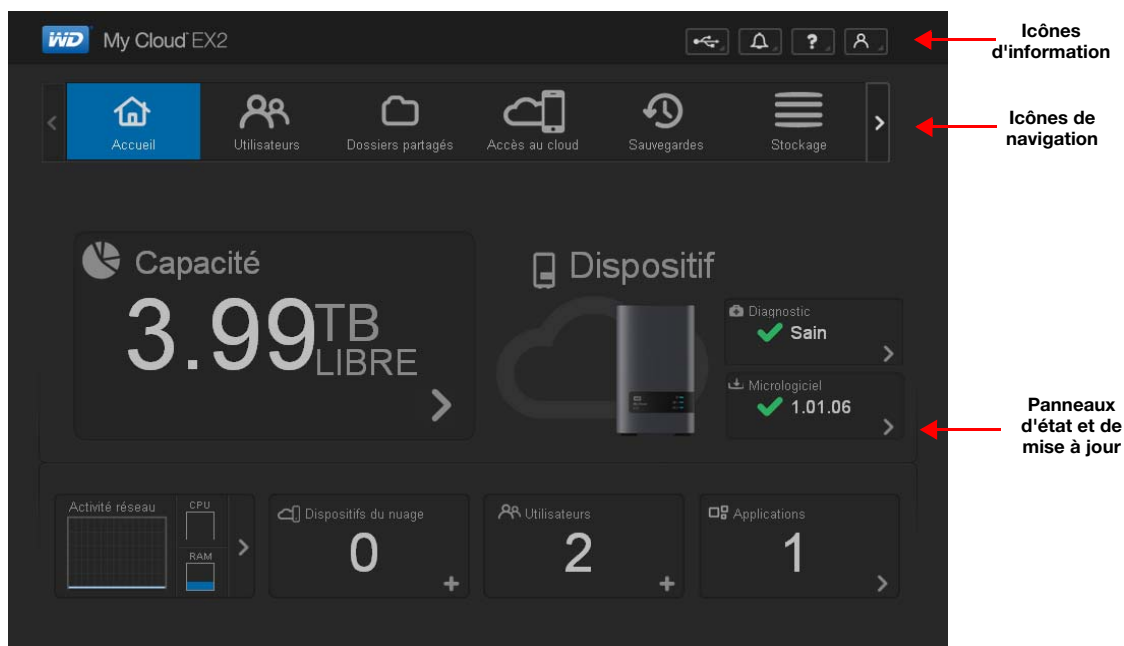 WD My Cloud EX2
?
Icônes
d'information
Accueil
Utilisateurs
Dossiers partagés
Accès au cloud
Sauvegardes
Stockage
Icônes de
navigation
Capacité
3.99 TB
LIBRE
Dispositif
Diagnostic
Sain
Micrologiciel
1.01.06
Panneaux
d'état et de
mise à jour
Activité réseau
CPU
RAM
Dispositifs du nuage
0
Utilisateurs
2
Applications
1